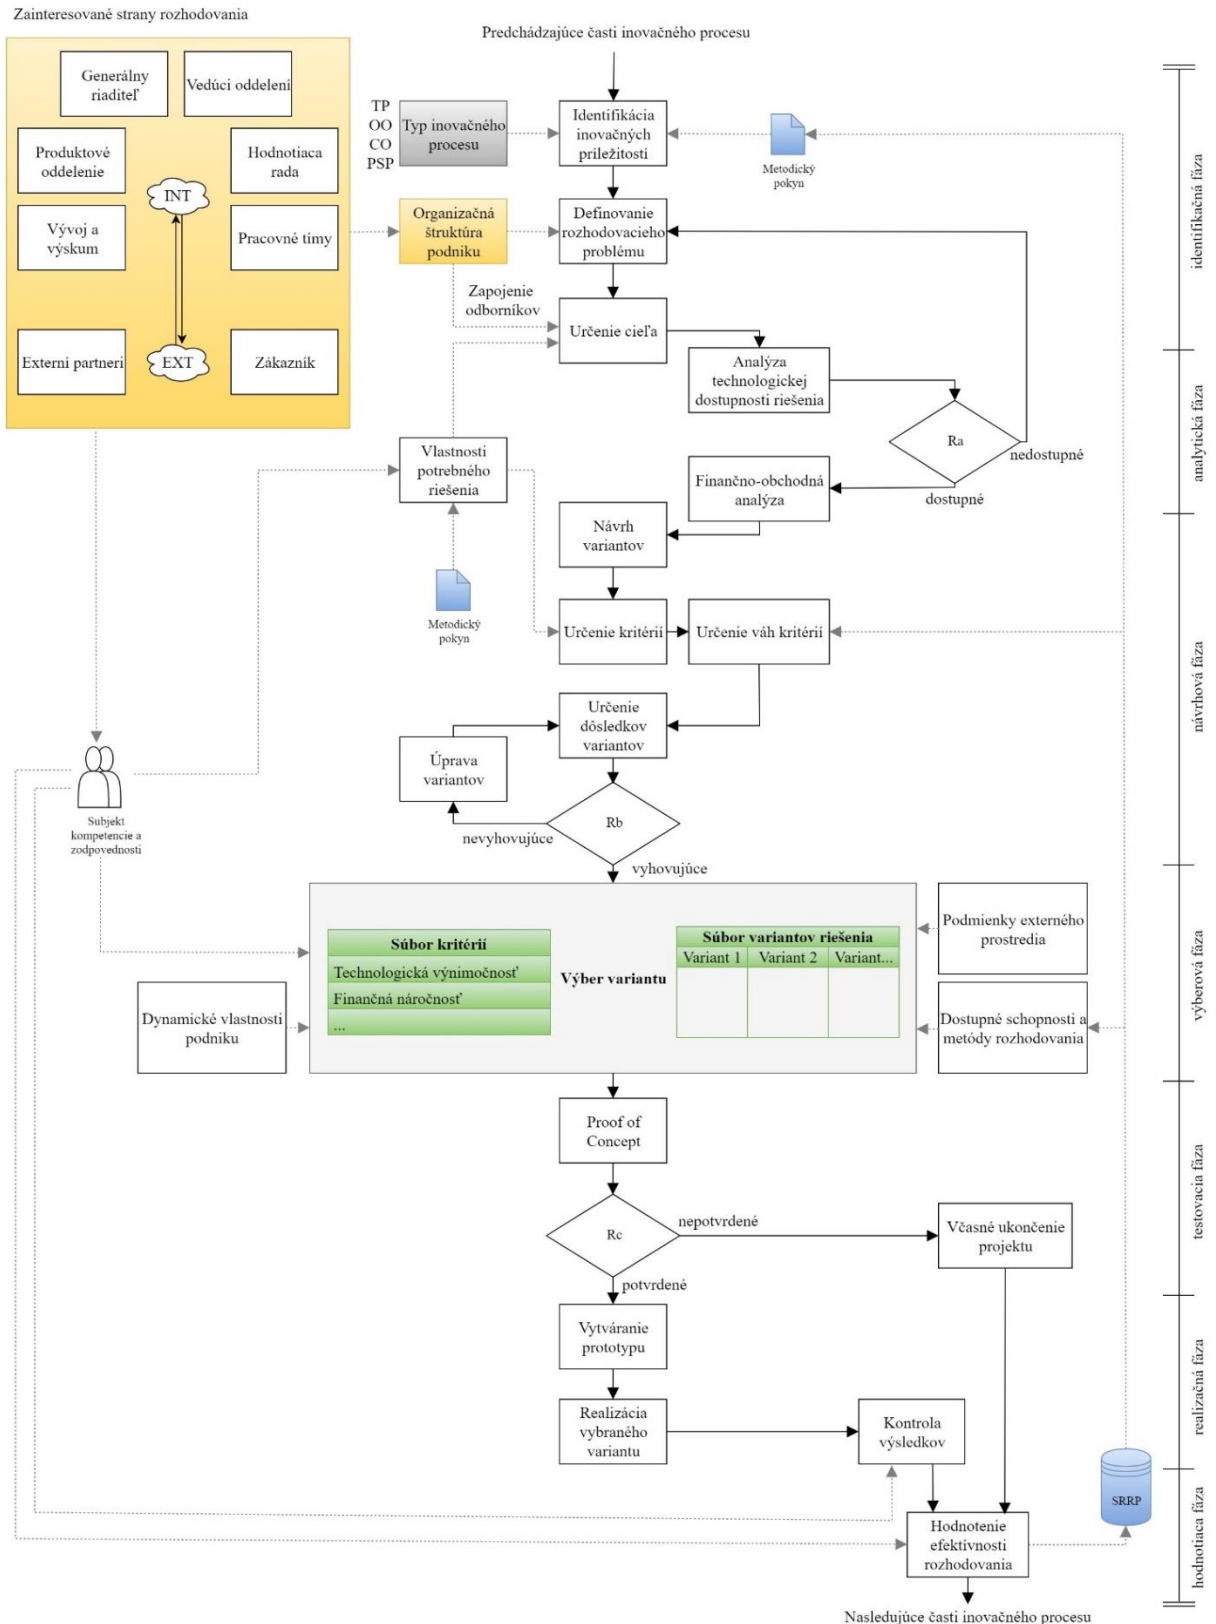 Zainteresované strany rozhodovania
Predchádzajúce časti inovačného procesu
Generálny
riaditeľ
Vedúci oddelení
Produktové
oddelenie
Hodnotiaca
rada
INT
Vývoj a
výskum
Pracovné tímy
Externí partneri
EXT
Zákazník
TP
OO
CO
PSP
Typ inovačného
procesu
Identifikácia
inovačných
priležitosti
Metodický
pokyn
Organizačná
štruktúra
podniku
Definovanie
rozhodovacieho
problému
Zapojenie
odborníkov
Určenie cieľa
Analýza
technologickej
dostupnosti riešenia
Ra
nedostupné
dostupné
Vlastnosti
potrebného
riešenia
Finančno-obchodná
analýza
Návrh
variantov
Metodický
pokyn
Určenie kritérií
Určenie váh kritérií
Určenie
dôsledkov
variantov
Úprava
variantov
Rb
nevyhovujúce
vyhovujúce
Subjekt
kompetencie a
zodpovednosti
Súbor kritérií
Technologická výnimočnosť
Finančná náročnosť
...
Výber variantu
Súbor variantov riešenia
Variant 1 Variant 2 Variant...
Podmienky externého
prostredia
Dynamické vlastnosti
podniku
Dostupné schopnosti a
metódy rozhodovania
Proof of
Concept
Rc
nepotvrdené
potvrdené
Včasné ukončenie
projektu
Vytváranie
prototypu
Realizácia
vybraného
variantu
Kontrola
výsledkov
SRRP
Hodnotenie
efektívnosti
rozhodovania
Nasledujúce časti inovačného procesu
identifikačná fáza
analytická fáza
návrhová fáza
výberová fáza
testovacia fáza
realizačná fáza
hodnotiaca fáza